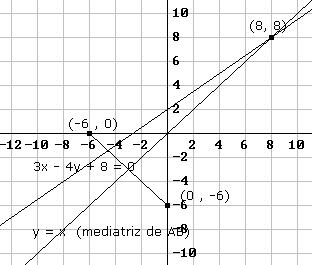 10
(8, 8)
8
6
4
2
(-6 , 0)
-12 -10 -8 -6 -4 -2 2 4 6 8 10
-2
3x - 4y + 8 = 0
-4
(0 , -6)
-6
y = x (mediatriz de AB)
-8
-10